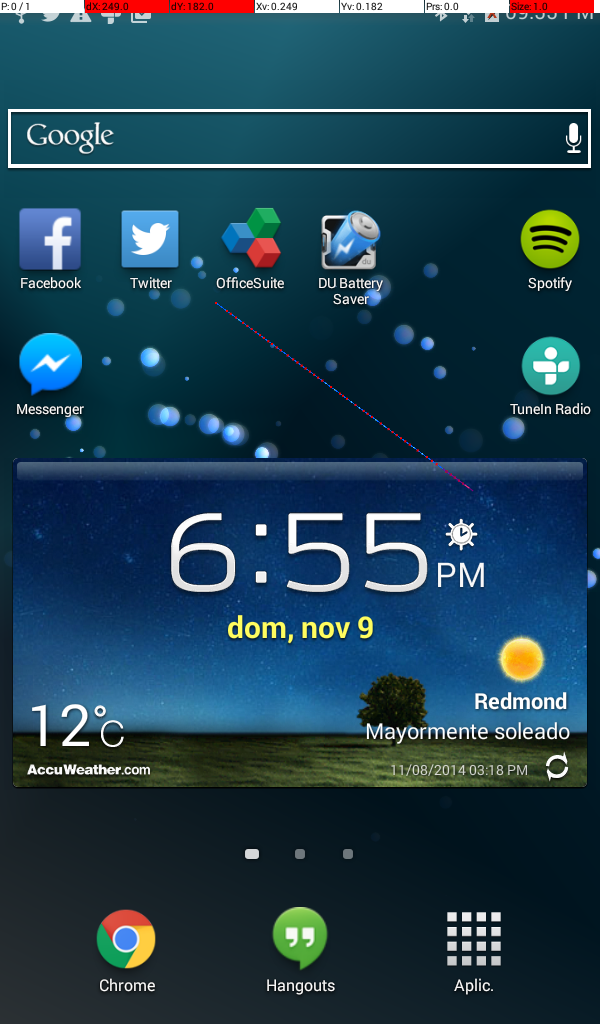 P: 0 / 1 dX: 249.0 dY: 182.0 Xv: 0.249 Yv: 0.182 Prs: 0.0 Size: 1.0
Google
Facebook Twitter OfficeSuite DU Battery Saver Spotify
Messenger TuneIn Radio
6:55 PM
dom, nov 9
Redmond
12°C Mayormente soleado
AccuWeather.com 11/08/2014 03:18 PM
Chrome Hangouts Aplic.